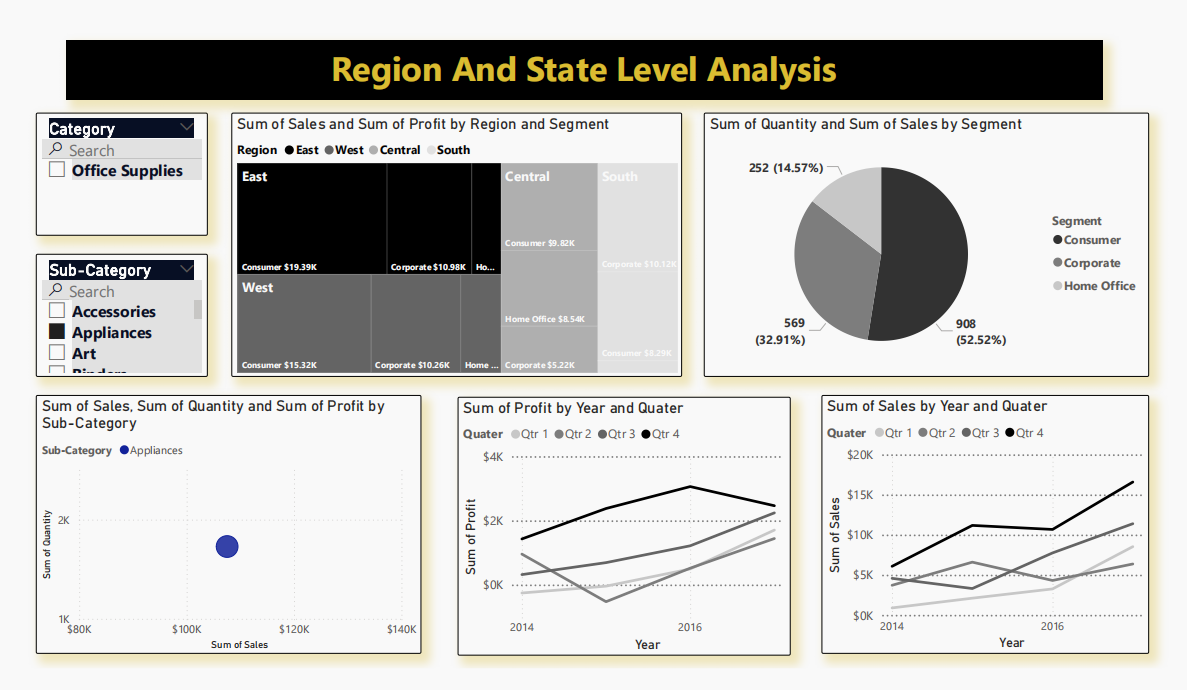 Region And State Level Analysis
Category
Search
Office Supplies
Sub-Category
Search
Accessories
Appliances
Art
Binders
Sum of Sales and Sum of Profit by Region and Segment
Region East West Central South
East
Consumer $19.39K
Corporate $10.98K
Ho...
West
Consumer $15.32K
Corporate $10.26K
Home ...
Central
Consumer $9.82K
Home Office $8.54K
Corporate $5.22K
South
Corporate $10.12K
Consumer $8.29K
Sum of Quantity and Sum of Sales by Segment
252 (14.57%)
569
(32.91%)
908
(52.52%)
Segment
Consumer
Corporate
Home Office
Sum of Sales, Sum of Quantity and Sum of Profit by
Sub-Category
Sub-Category Appliances
Sum of Quantity
2K
1K
$80K $100K $120K $140K
Sum of Sales
Sum of Profit by Year and Quater
Quater Qtr 1 Qtr 2 Qtr 3 Qtr 4
Sum of Profit
$4K
$2K
$0K
2014 2016
Year
Sum of Sales by Year and Quater
Quater Qtr 1 Qtr 2 Qtr 3 Qtr 4
Sum of Sales
$20K
$15K
$10K
$5K
$0K
2014 2016
Year